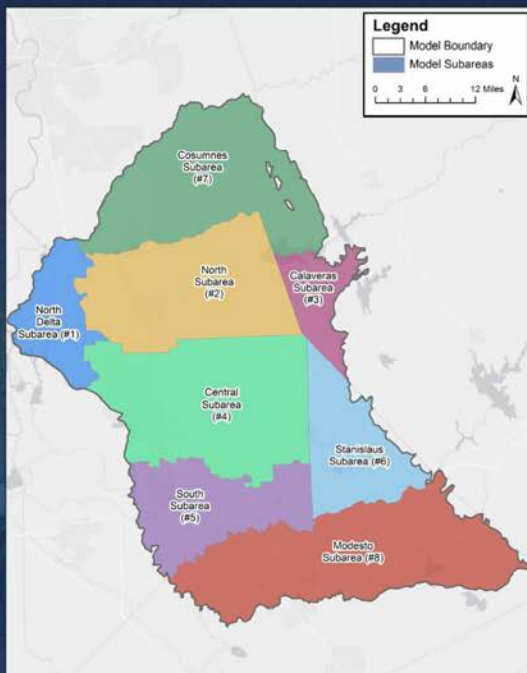 Legend
Model Boundary
Model Subareas
N
0 3 6 12 Miles
Cosumnes
Subarea
(#7)
North
Subarea
(#2)
Calaveras
Subarea
(#3)
North
Delta
Subarea (#1)
Central
Subarea
(#4)
Stanislaus
Subarea (#6)
South
Subarea
(#5)
Modesto
Subarea (#8)